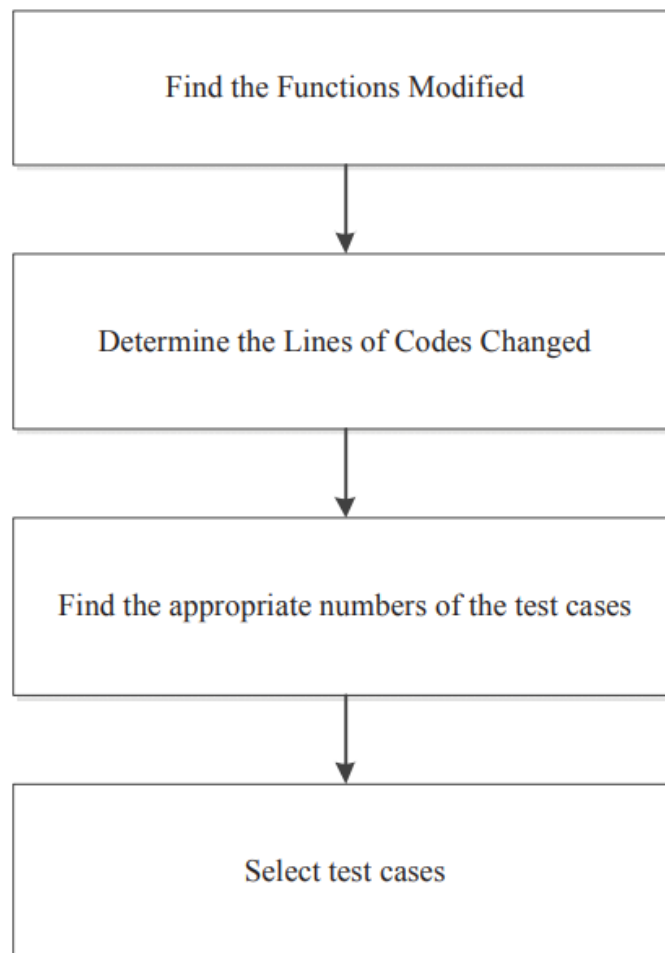 Find the Functions Modified
Determine the Lines of Codes Changed
Find the appropriate numbers of the test cases
Select test cases